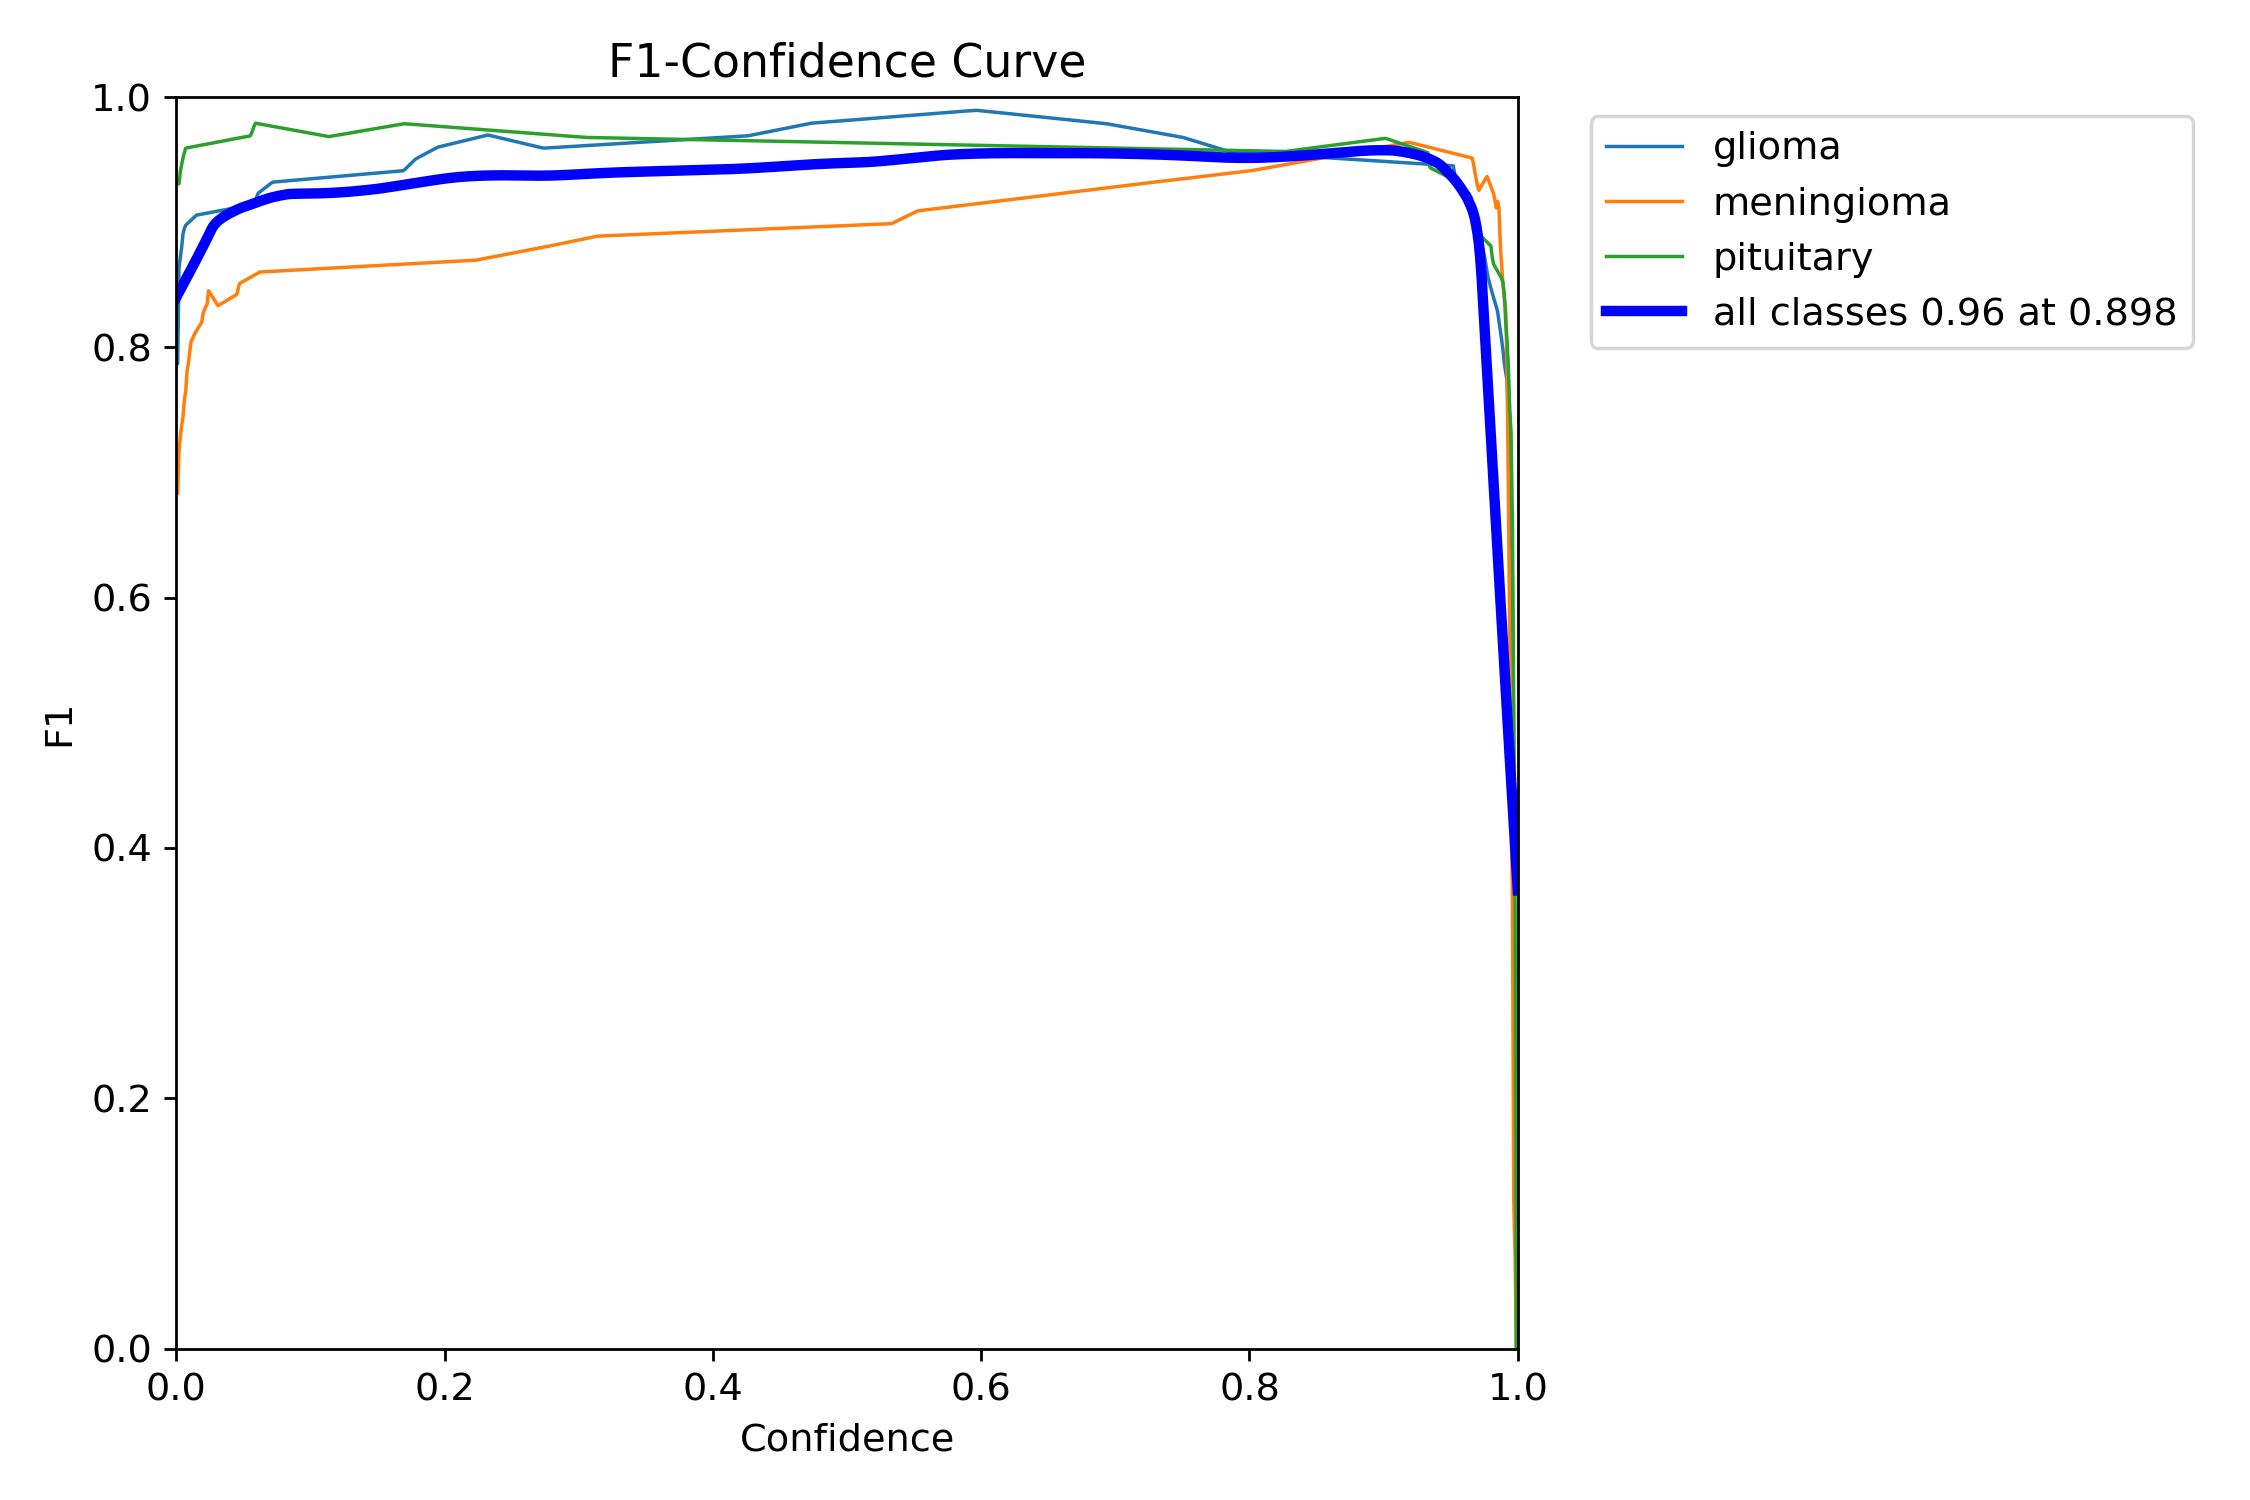 F1-Confidence Curve
1.0
0.8
0.6
0.4
0.2
0.0
F1
0.0 0.2 0.4 0.6 0.8 1.0
Confidence
glioma
meningioma
pituitary
all classes 0.96 at 0.898